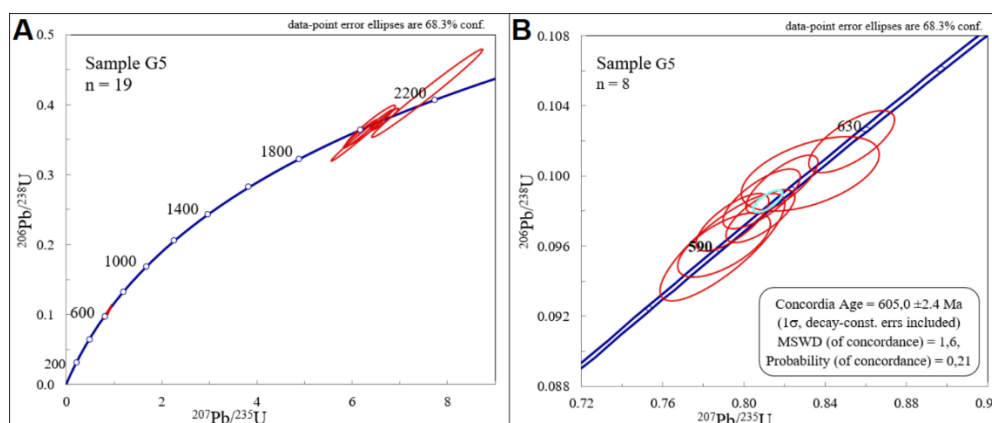 A
data-point error ellipses are 68.3% conf.
0.5
Sample G5
n = 19
0.4
2200
0.3
1800
²⁰⁶Pb/²³⁸U
1400
0.2
1000
0.1
600
200
0.0
0
2
4
6
8
²⁰⁷Pb/²³⁵U
B
data-point error ellipses are 68.3% conf.
0.108
Sample G5
n = 8
0.104
630
²⁰⁶Pb/²³⁸U
0.100
0.096
590
0.092
Concordia Age = 605,0 ±2.4 Ma
(1σ, decay-const. errs included)
MSWD (of concordance) = 1,6,
Probability (of concordance) = 0,21
0.088
0.72
0.76
0.80
0.84
0.88
0.9
²⁰⁷Pb/²³⁵U